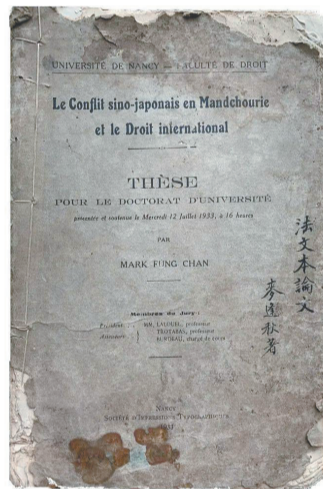 UNIVERSITÉ DE NANCY — FACULTÉ DE DROIT
Le Conflit sino-japonais en Mandchourie
et le Droit international
THÈSE
POUR LE DOCTORAT D'UNIVERSITÉ
présentée et soutenue le Mercredi 12 Juillet 1933, à 16 heures
PAR
MARK FUNG CHAN
Membres du Jury :
Président : MM. professeur
professeur
chargé de cours
NANCY
法文本論文
麥逢秋著